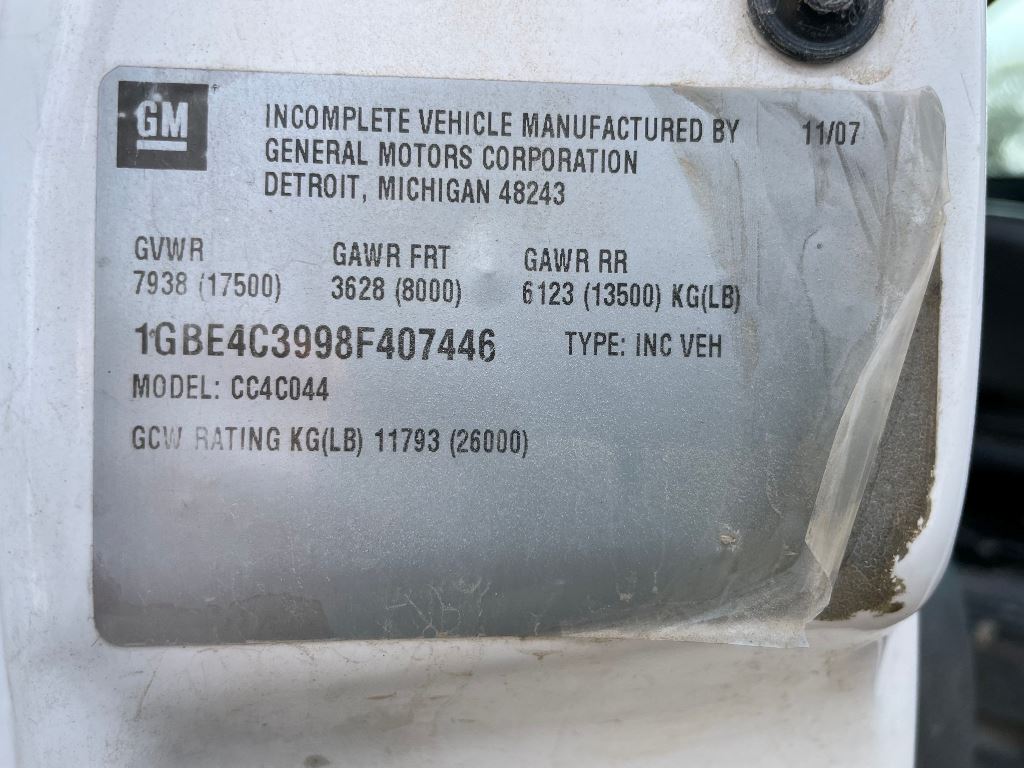 GM
INCOMPLETE VEHICLE MANUFACTURED BY 11/07
GENERAL MOTORS CORPORATION
DETROIT, MICHIGAN 48243
GVWR GAWR FRT GAWR RR
7938 (17500) 3628 (8000) 6123 (13500) KG(LB)
1GBE4C3998F407446 TYPE: INC VEH
MODEL: CC4C044
GCW RATING KG(LB) 11793 (26000)